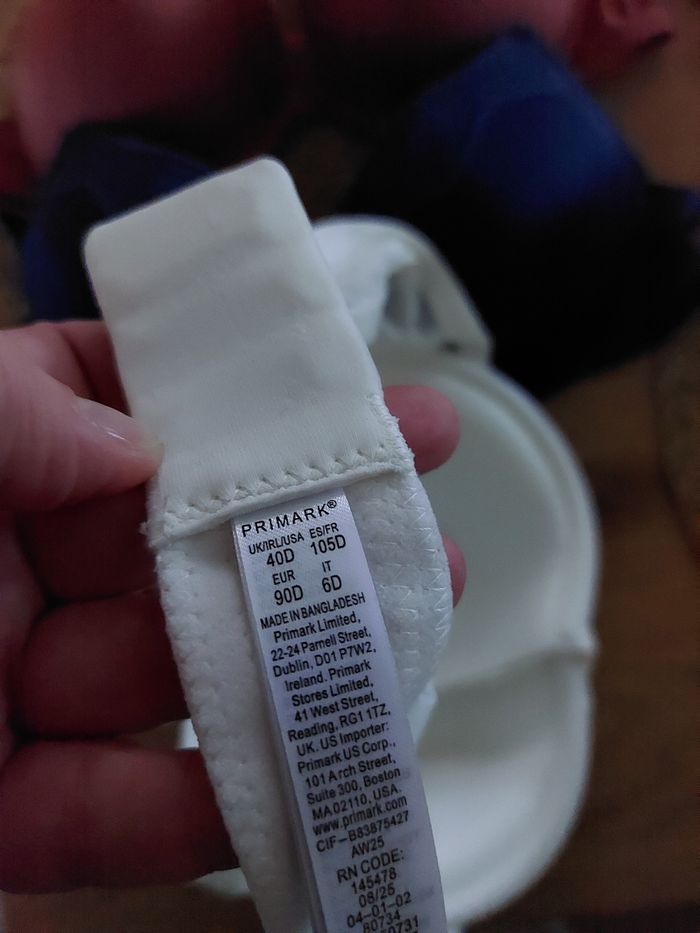 PRIMARK®
UK/IRL/USA ES/FR
40D 105D
EUR IT
90D 6D
MADE IN BANGLADESH
Primark Limited,
22-24 Parnell Street,
Dublin, D01 P7W2,
Ireland. Primark
Stores Limited,
41 West Street,
Reading, RG1 1TZ,
UK. US Importer:
Primark US Corp.,
101 Arch Street,
Suite 300, Boston
MA 02110, USA.
www.primark.com
CIF-B83875427
AW25
RN CODE:
145478
08/25
04-01-02
80734